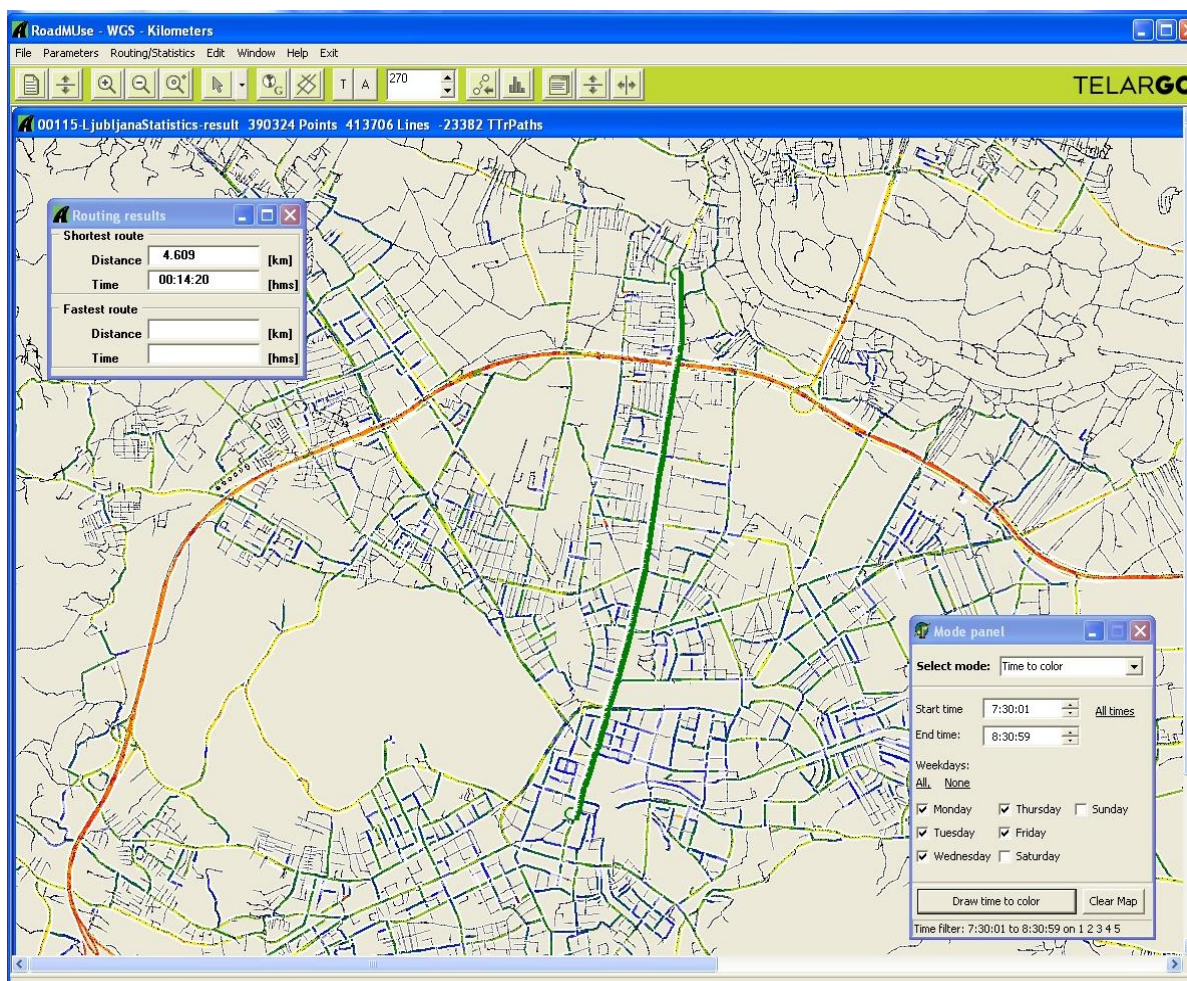 RoadMUse - WGS - Kilometers
File Parameters Routing/Statistics Edit Window Help Exit
G T A 270 TELARGO
00115-LjubljanaStatistics-result 390324 Points 413706 Lines -23382 TTrPaths
Routing results
Shortest route
Distance 4.609 [km]
Time 00:14:20 [hms]
Fastest route
Distance [km]
Time [hms]
Mode panel
Select mode: Time to color
Start time 7:30:01 All times
End time: 8:30:59
Weekdays:
All, None
Monday Thursday Sunday
Tuesday Friday
Wednesday Saturday
Draw time to color Clear Map
Time filter: 7:30:01 to 8:30:59 on 1 2 3 4 5